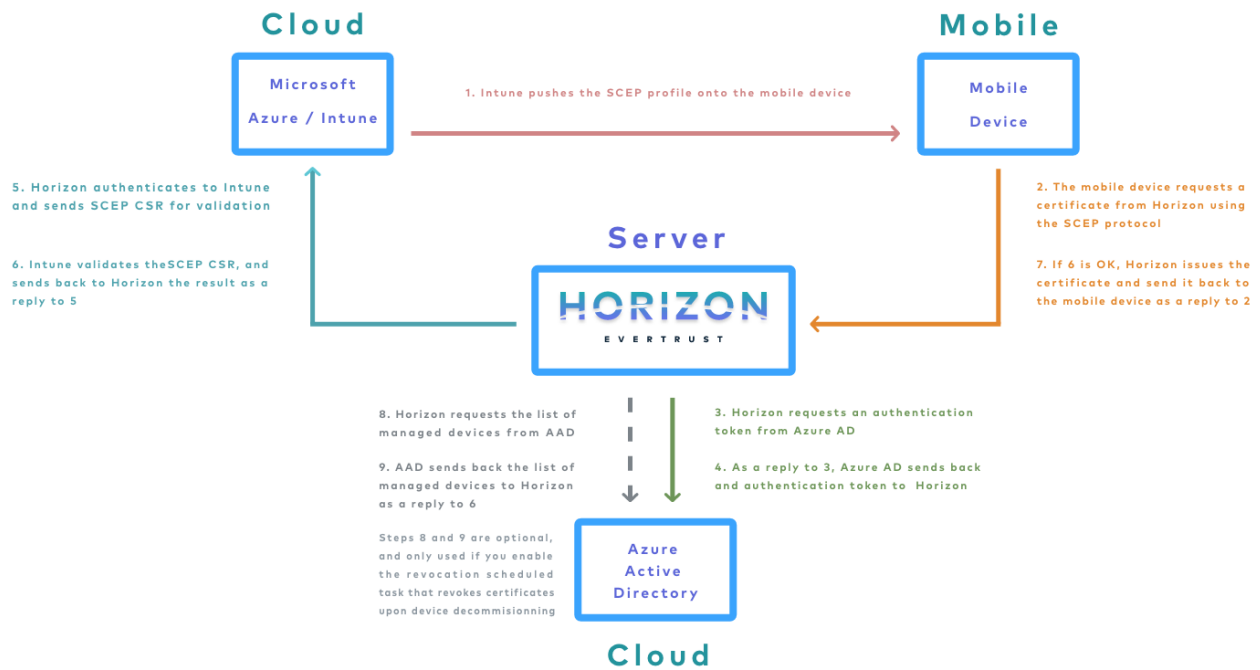 Cloud
Mobile
Microsoft
Azure / Intune
1. Intune pushes the SCEP profile onto the mobile device
Mobile
Device
5. Horizon authenticates to Intune
and sends SCEP CSR for validation
6. Intune validates theSCEP CSR, and
sends back to Horizon the result as a
reply to 5
2. The mobile device requests a
certificate from Horizon using
the SCEP protocol
7. If 6 is OK, Horizon issues the
certificate and send it back to
the mobile device as a reply to 2
Server
HORIZON
EVERTRUST
8. Horizon requests the list of
managed devices from AAD
9. AAD sends back the list of
managed devices to Horizon
as a reply to 6
Steps 8 and 9 are optional,
and only used if you enable
the revocation scheduled
task that revokes certificates
upon device decommisionning
3. Horizon requests an authentication
token from Azure AD
4. As a reply to 3, Azure AD sends back
and authentication token to Horizon
Azure
Active
Directory
Cloud